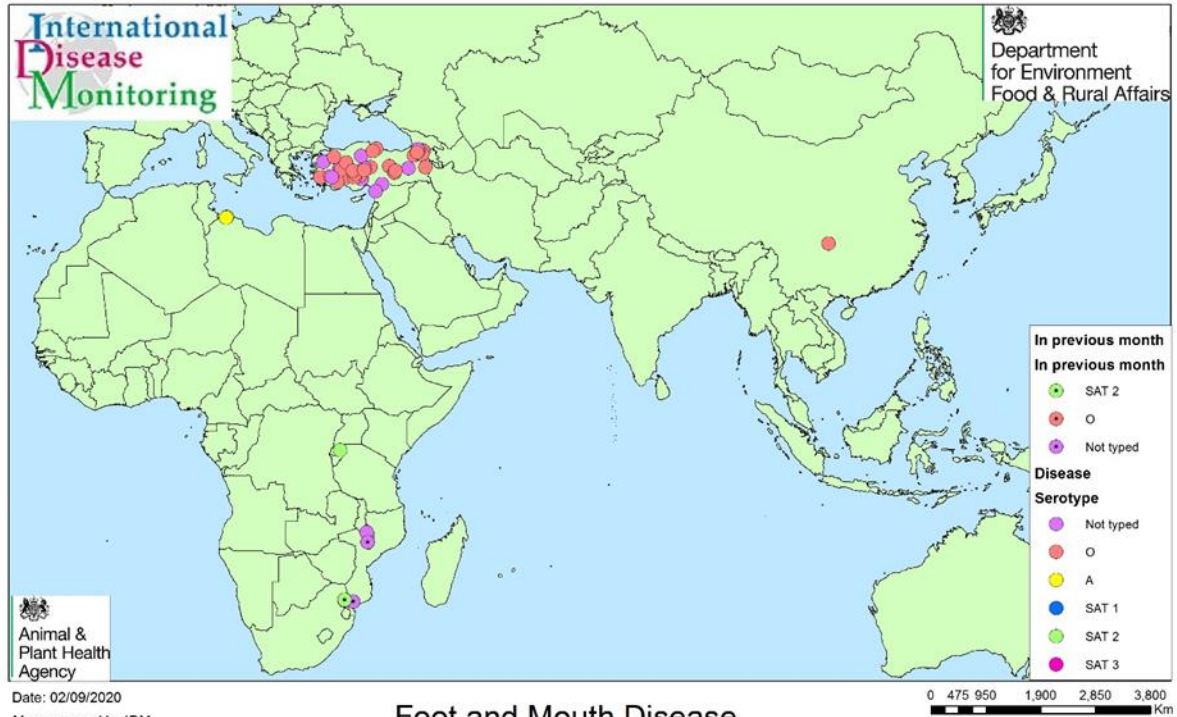 International
Disease
Monitoring
Department
for Environment
Food & Rural Affairs
In previous month
In previous month
SAT 2
O
Not typed
Disease
Serotype
Not typed
O
A
SAT 1
SAT 2
SAT 3
Animal &
Plant Health
Agency
Date: 02/09/2020
0 475 950 1,900 2,850 3,800
Km
Foot and Mouth Disease